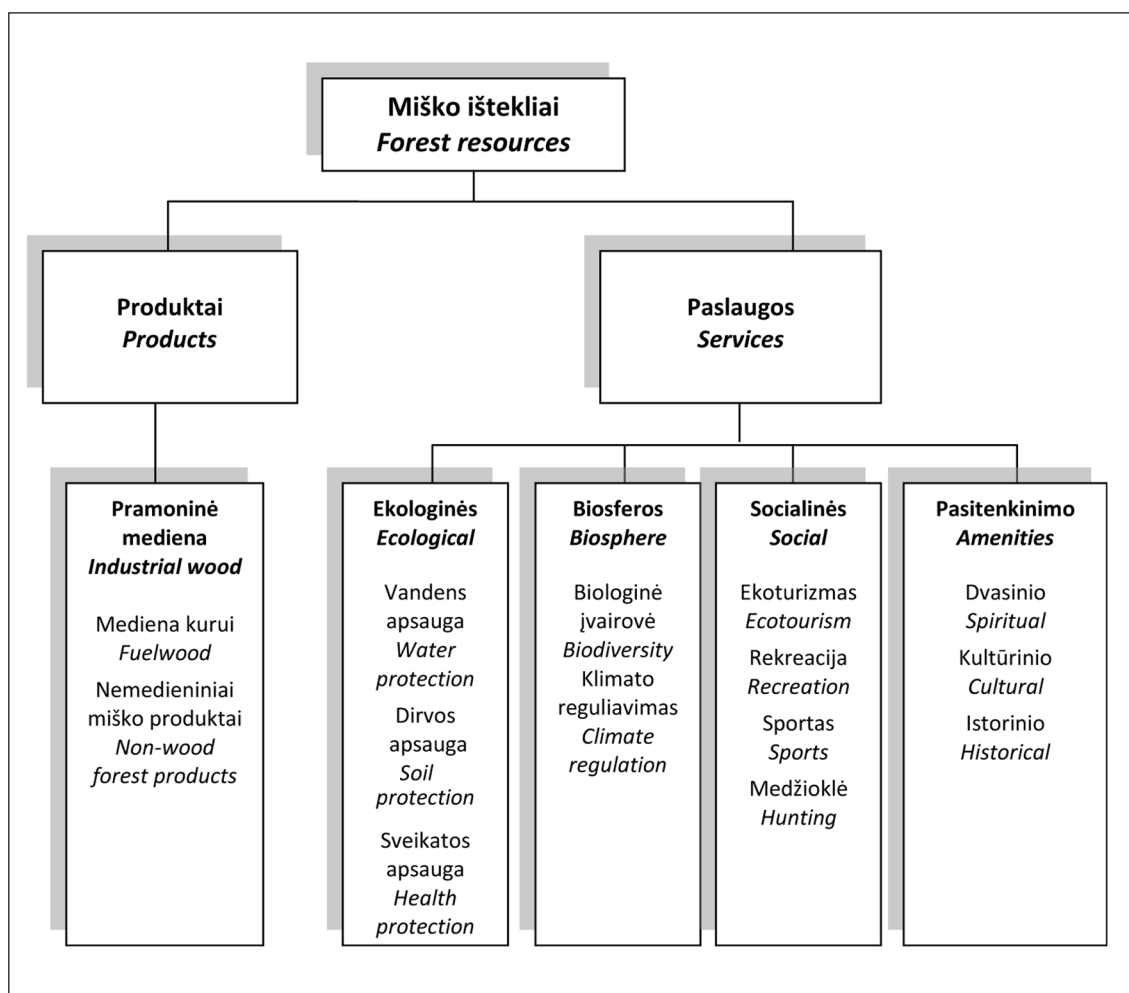 Miško ištekliai
Forest resources
Produktai
Products
Paslaugos
Services
Pramoninė
mediena
Industrial wood
Mediena kurui
Fuelwood
Nemedieniniai
miško produktai
Non-wood
forest products
Ekologinės
Ecological
Vandens
apsauga
Water
protection
Dirvos
apsauga
Soil
protection
Sveikatos
apsauga
Health
protection
Biosferos
Biosphere
Biologinė
įvairovė
Biodiversity
Klimato
reguliavimas
Climate
regulation
Socialinės
Social
Ekoturizmas
Ecotourism
Rekreacija
Recreation
Sportas
Sports
Medžioklė
Hunting
Pasitenkinimo
Amenities
Dvasinio
Spiritual
Kultūrinio
Cultural
Istorinio
Historical